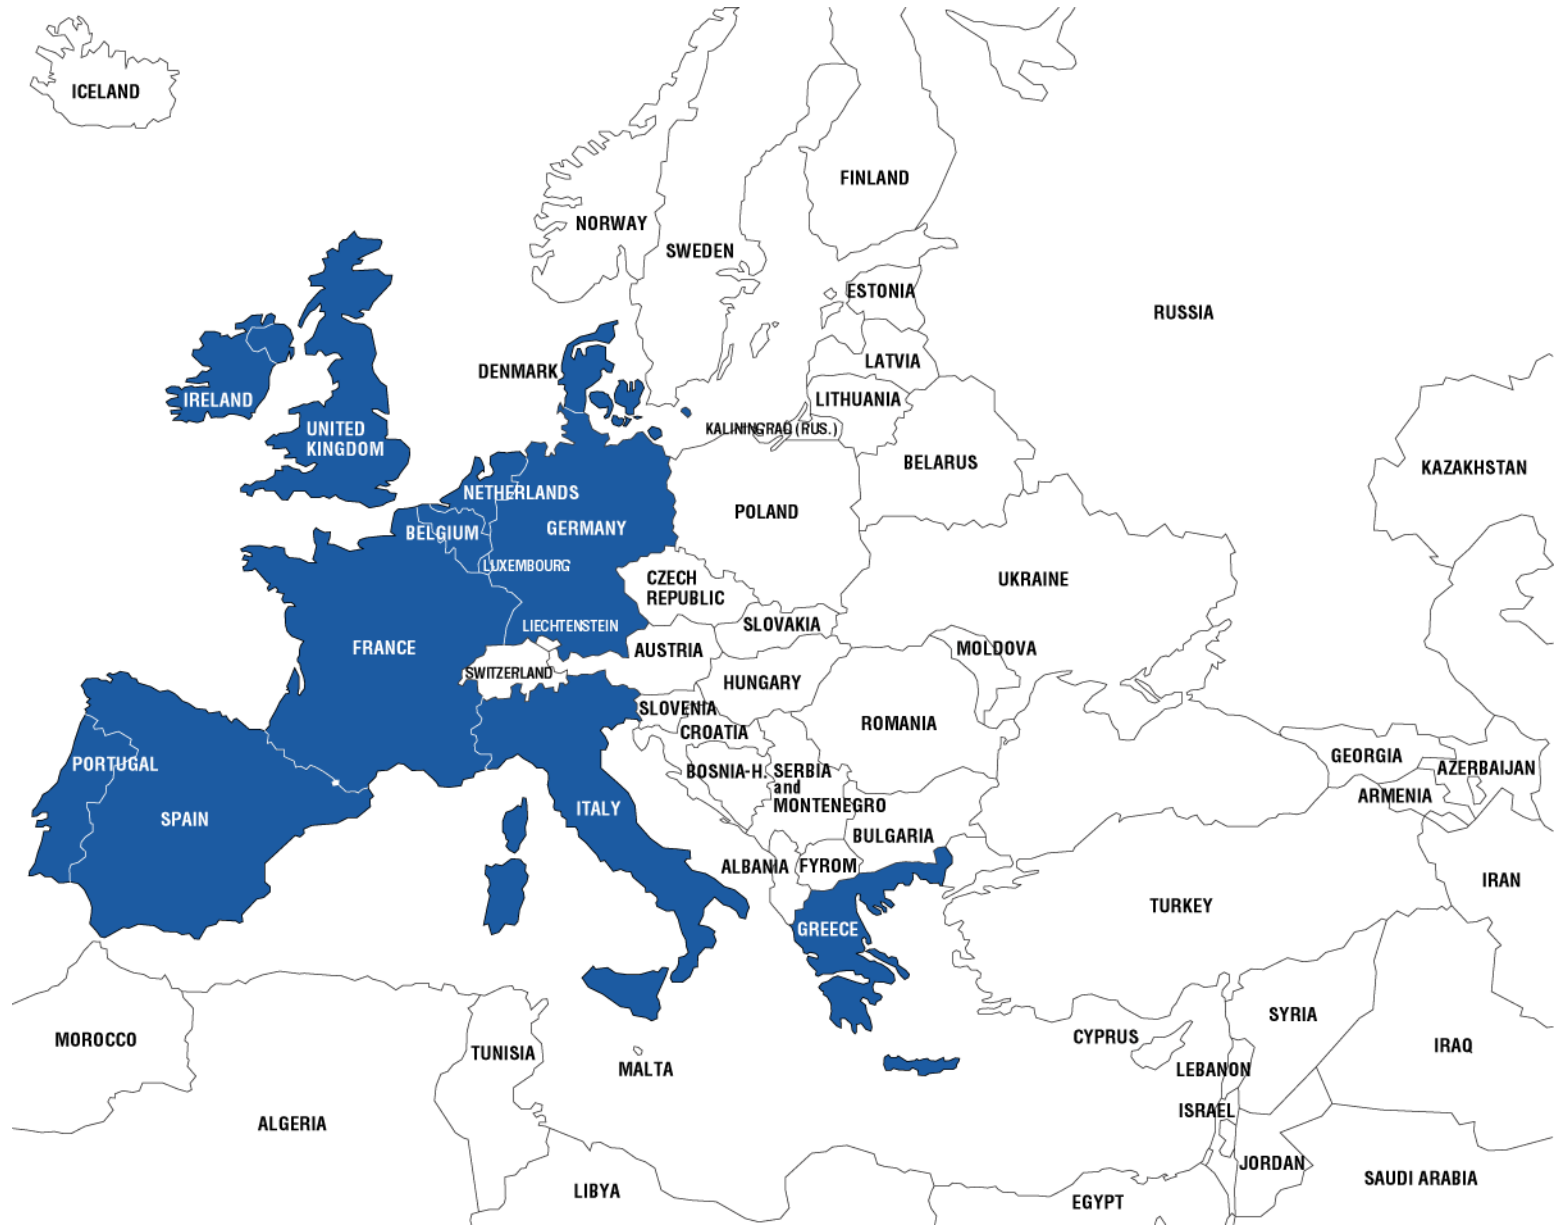 ICELAND
FINLAND
NORWAY
SWEDEN
ESTONIA
RUSSIA
LATVIA
DENMARK
LITHUANIA
IRELAND
KALININGRAD (RUS.)
UNITED
KINGDOM
BELARUS
KAZAKHSTAN
NETHERLANDS
POLAND
GERMANY
BELGIUM
LUXEMBOURG
CZECH
REPUBLIC
UKRAINE
LIECHTENSTEIN
SLOVAKIA
FRANCE
AUSTRIA
MOLDOVA
SWITZERLAND
HUNGARY
SLOVENIA
ROMANIA
CROATIA
PORTUGAL
BOSNIA-H.
SERBIA
and
MONTENEGRO
GEORGIA
AZERBAIJAN
ARMENIA
ITALY
SPAIN
BULGARIA
ALBANIA
FYROM
IRAN
TURKEY
GREECE
SYRIA
MOROCCO
CYPRUS
IRAQ
TUNISIA
MALTA
LEBANON
ISRAEL
ALGERIA
JORDAN
SAUDI ARABIA
LIBYA
EGYPT